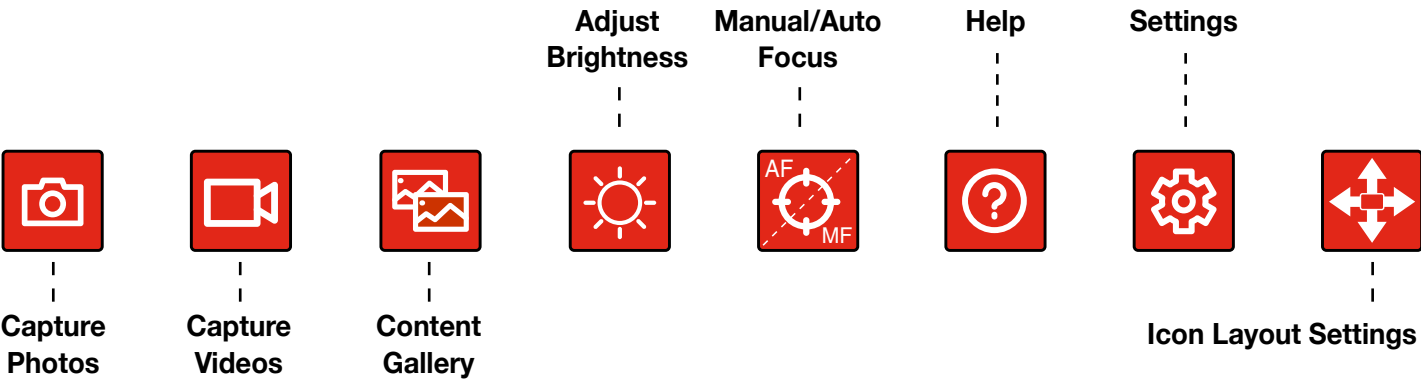 Adjust
Brightness
Manual/Auto
Focus
Help
Settings
AF
MF
?
Capture
Photos
Capture
Videos
Content
Gallery
Icon Layout Settings